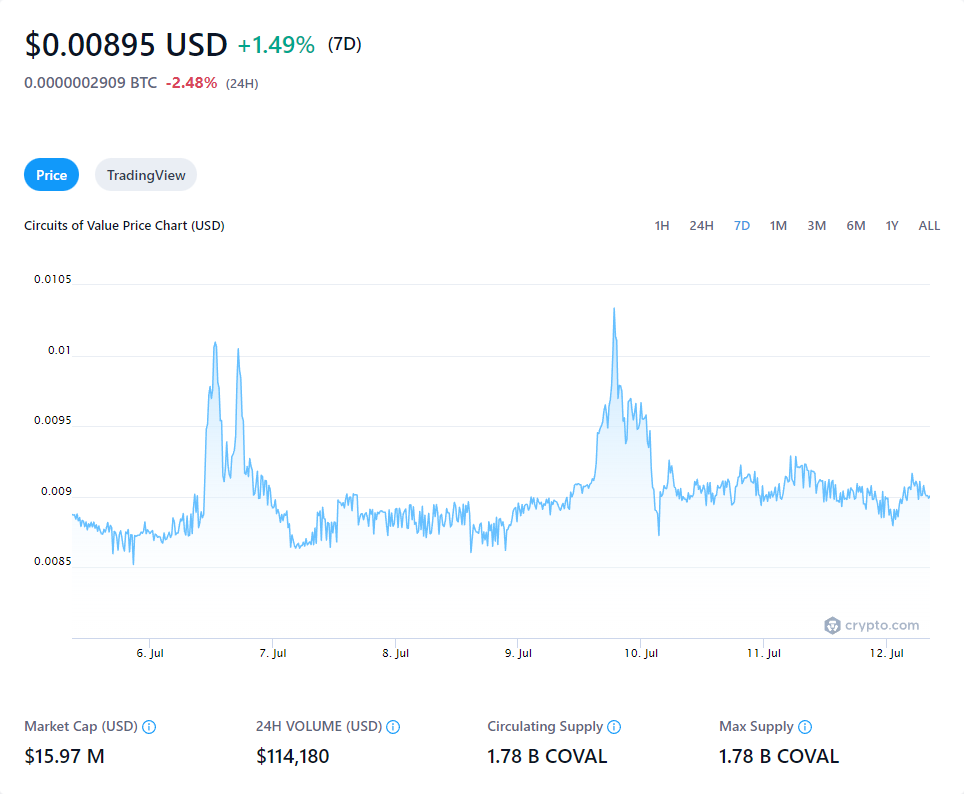 $0.00895 USD +1.49% (7D)
0.0000002909 BTC -2.48% (24H)
Price TradingView
Circuits of Value Price Chart (USD) 1H 24H 7D 1M 3M 6M 1Y ALL
0.0105
0.01
0.0095
0.009
0.0085
crypto.com
6. Jul 7. Jul 8. Jul 9. Jul 10. Jul 11. Jul 12. Jul
Market Cap (USD) 24H VOLUME (USD) Circulating Supply Max Supply
$15.97 M $114,180 1.78 B COVAL 1.78 B COVAL